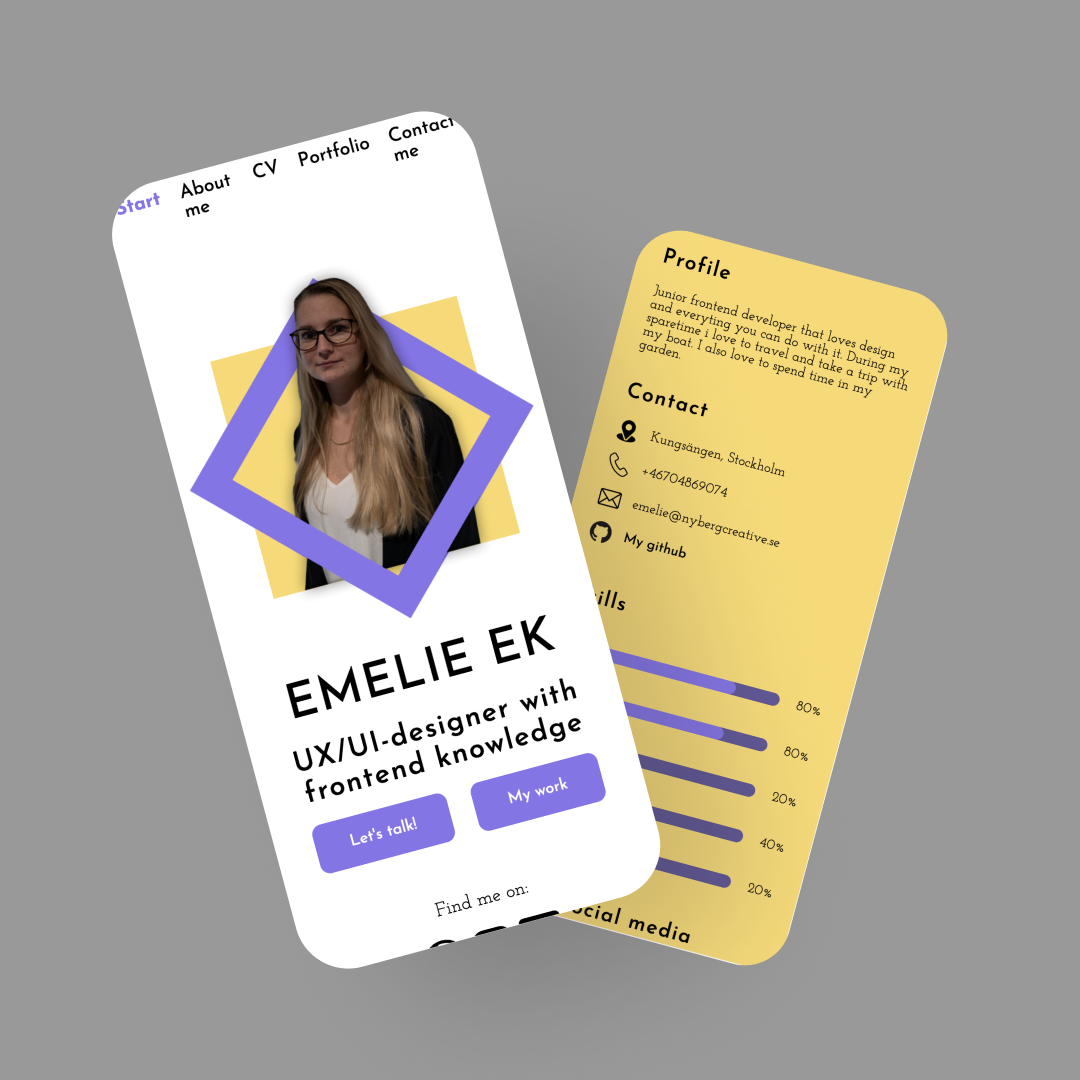 Start
About
me
CV
Portfolio
Contact
me
EMELIE EK
UX/UI-designer with
frontend knowledge
Let's talk!
My work
Find me on:
Profile
Junior frontend developer that loves design
and everyting you can do with it. During my
sparetime i love to travel and take a trip with
my boat. I also love to spend time in my
garden.
Contact
Kungsängen, Stockholm
+46704869074
emelie@nybergcreative.se
My github
ills
80%
80%
20%
40%
20%
ocial media